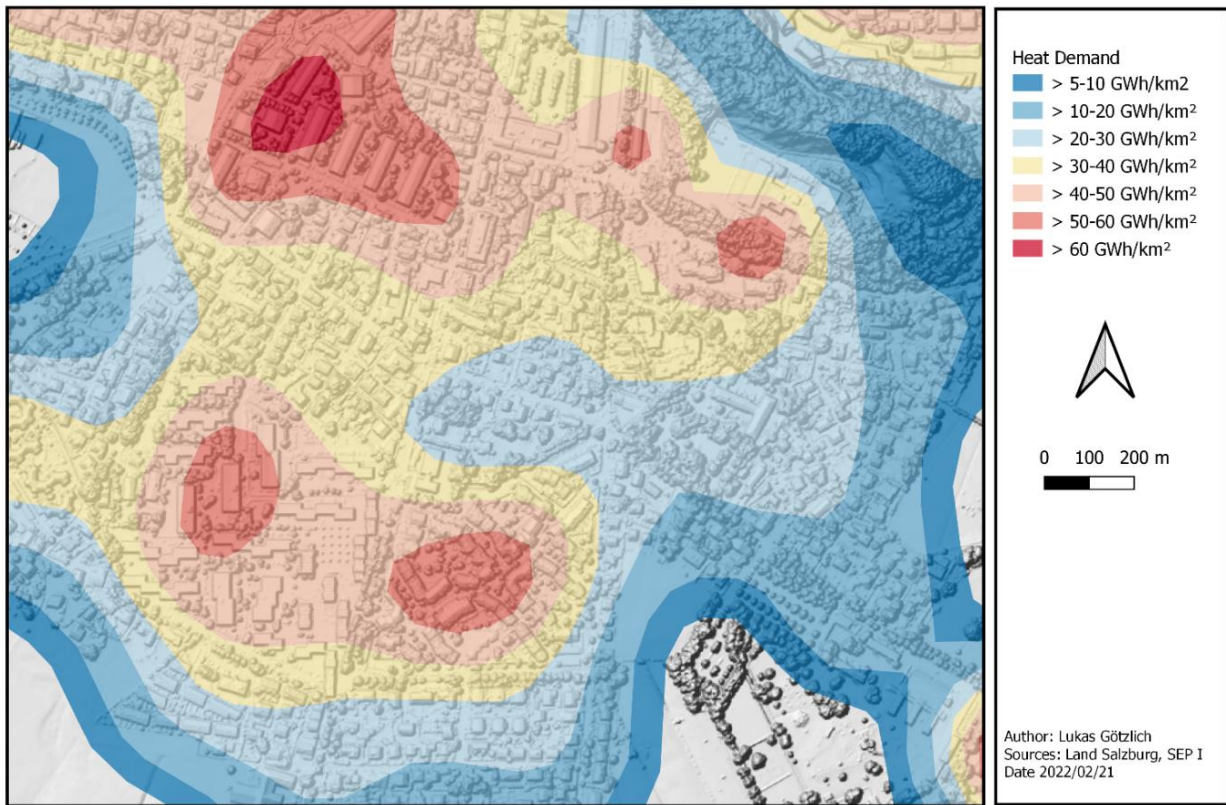 Heat Demand
> 5-10 GWh/km2
> 10-20 GWh/km²
> 20-30 GWh/km²
> 30-40 GWh/km²
> 40-50 GWh/km²
> 50-60 GWh/km²
> 60 GWh/km²
0 100 200 m
Author: Lukas Götzlich
Sources: Land Salzburg, SEP I
Date 2022/02/21